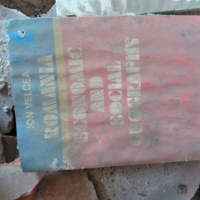 ION VELCEA
ROMANIA
ECONOMIC
AND
SOCIAL
GEOGRAPHY